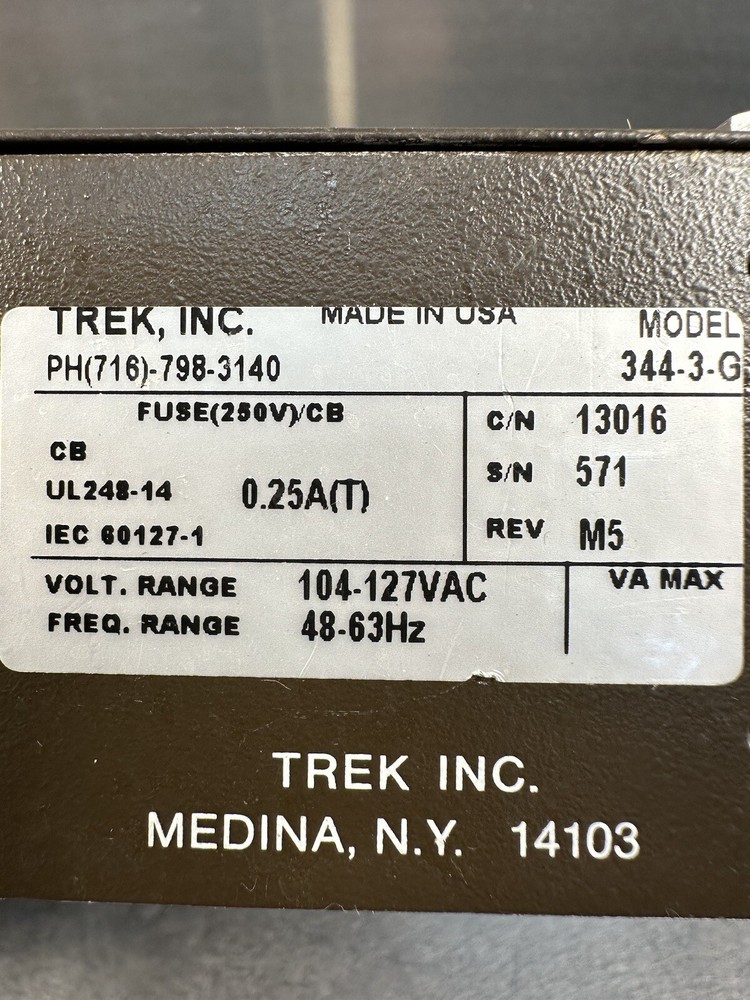 TREK, INC. MADE IN USA MODEL
PH(716)-798-3140 344-3-G
FUSE(250V)/CB
CB
UL248-14 0.25A(T)
IEC 60127-1
C/N 13016
S/N 571
REV M5
VOLT. RANGE 104-127VAC
FREQ. RANGE 48-63Hz
VA MAX
TREK INC.
MEDINA, N.Y. 14103